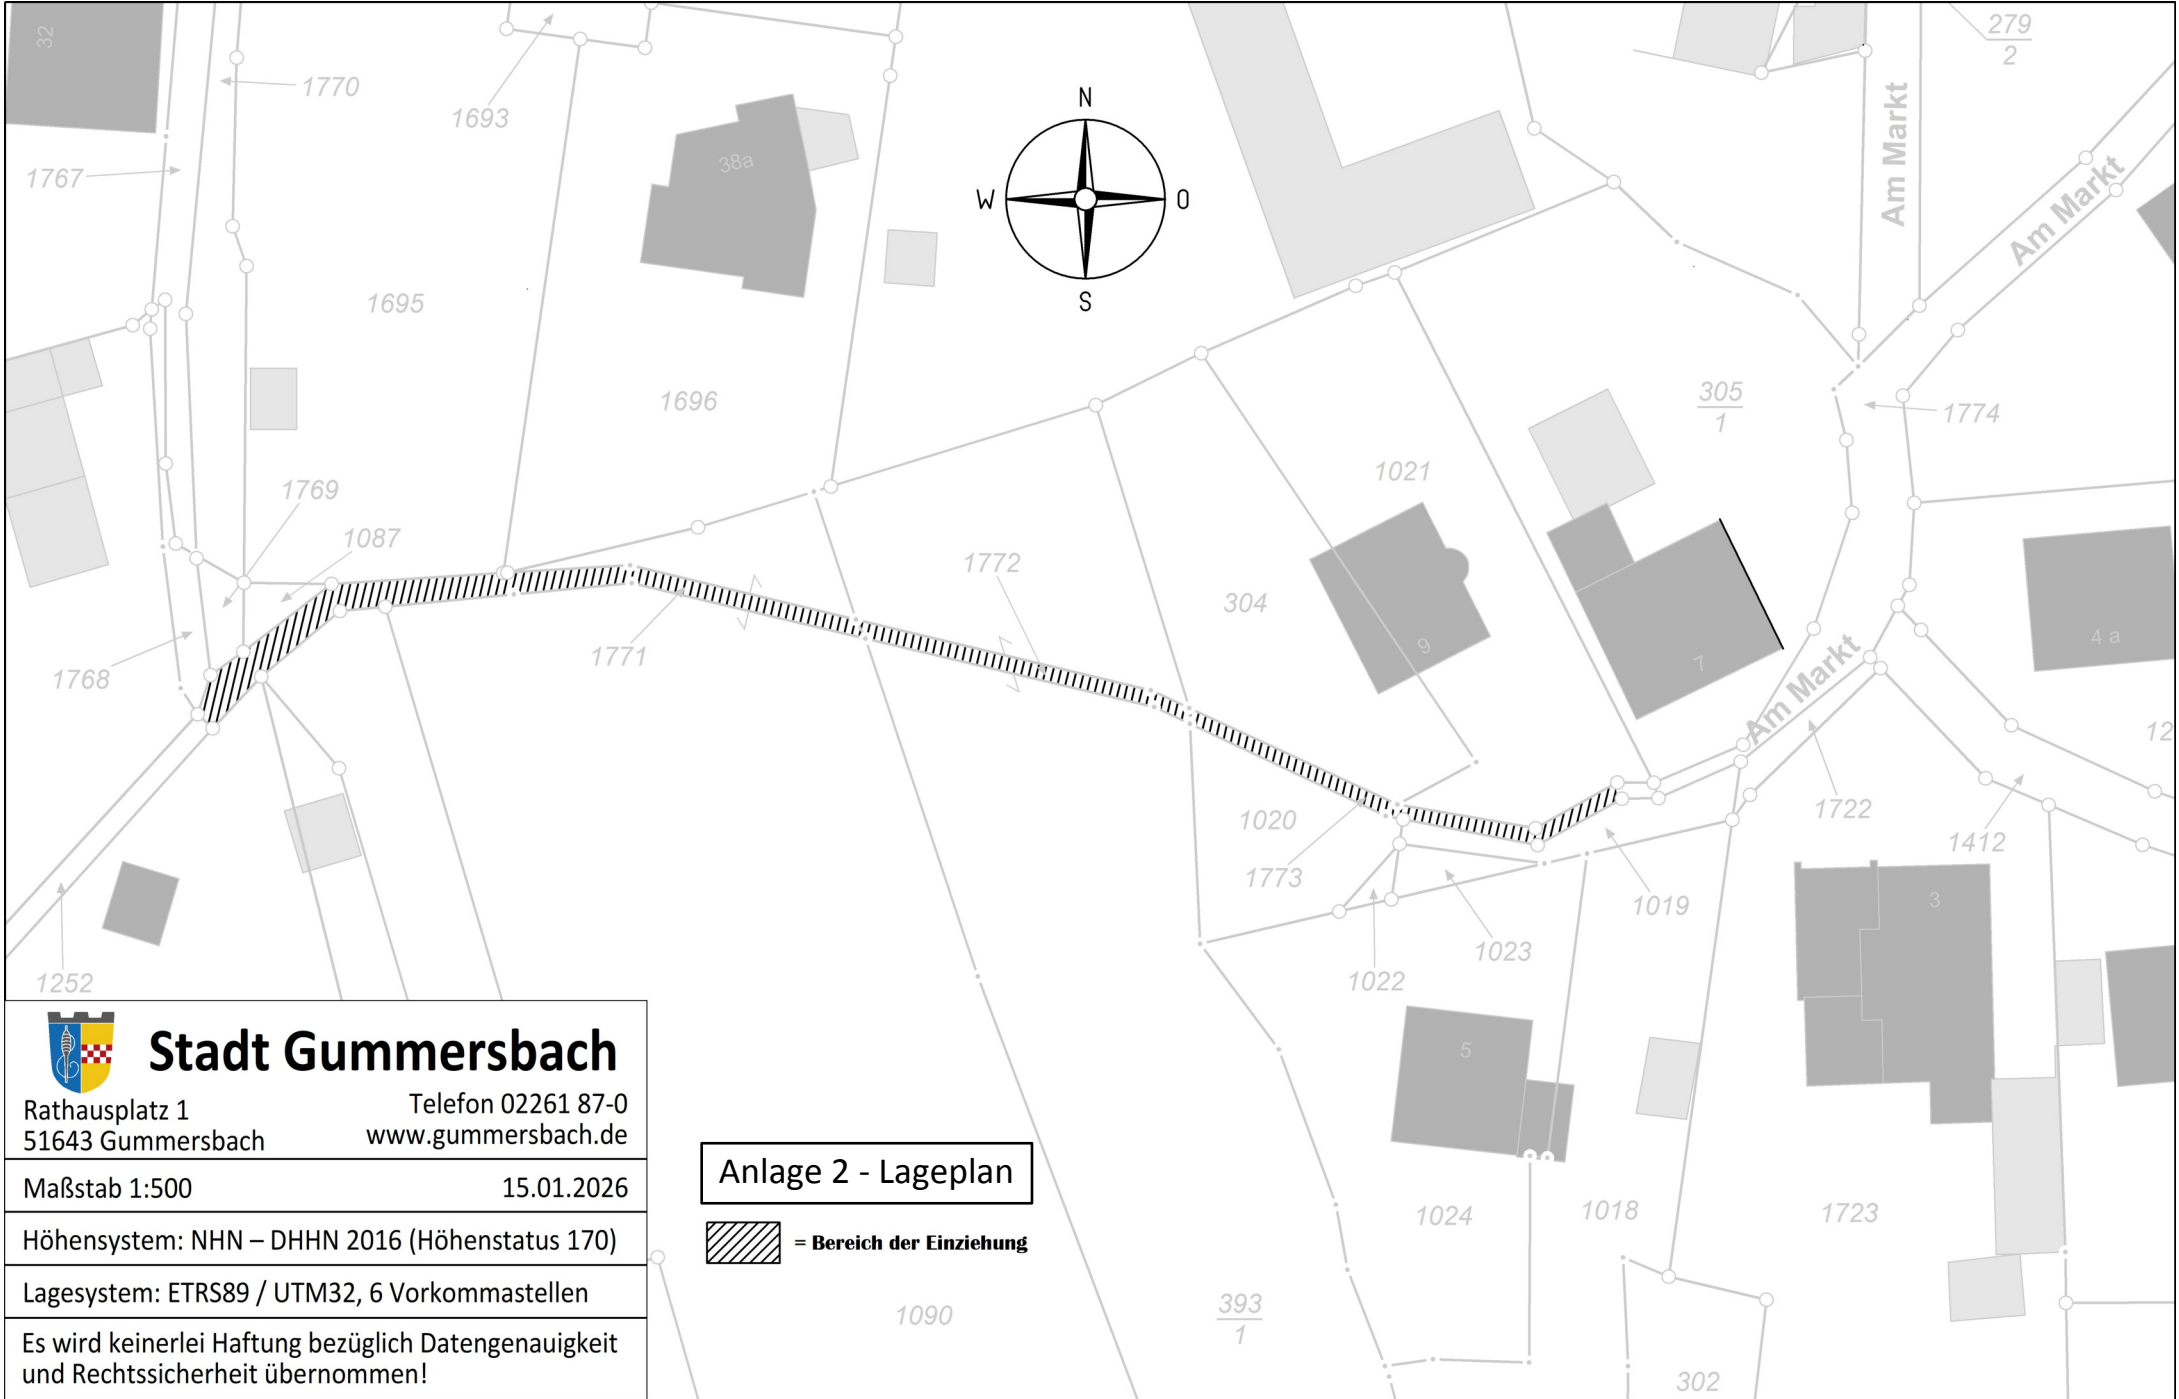 32
1770
1693
279
2
N
Am Markt
38a
1767
W
O
Am Markt
S
1695
1696
305
1
1774
1021
1769
1087
1772
304
9
7
4 a
1771
1768
Am Markt
12
1020
1722
1412
1773
1019
3
1023
1022
1252
5
Stadt Gummersbach
Rathausplatz 1
51643 Gummersbach
Telefon 02261 87-0
www.gummersbach.de
Maßstab 1:500
15.01.2026
Höhensystem: NHN – DHHN 2016 (Höhenstatus 170)
Lagesystem: ETRS89 / UTM32, 6 Vorkommastellen
Es wird keinerlei Haftung bezüglich Datengenauigkeit
und Rechtssicherheit übernommen!
Anlage 2 - Lageplan
= Bereich der Einziehung
1024
1018
1723
1090
393
1
302